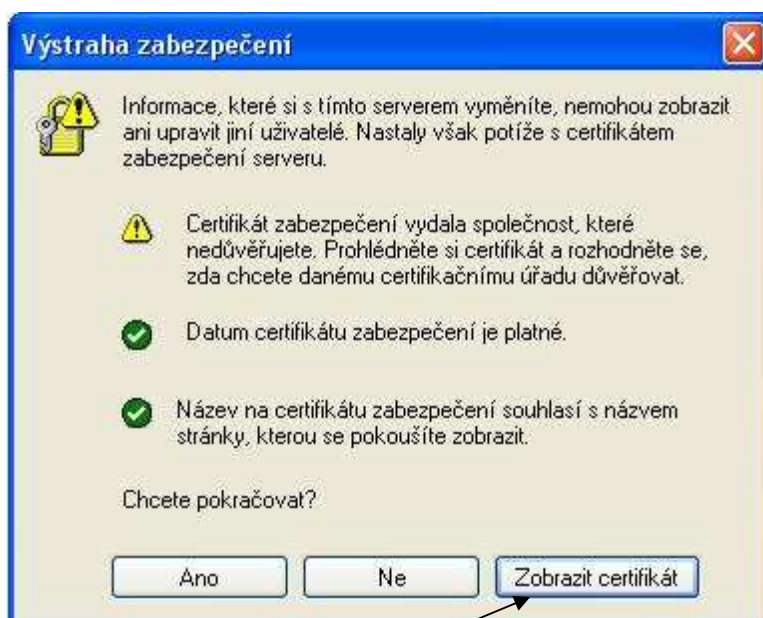 Výstraha zabezpečení
Informace, které si s tímto serverem vyměníte, nemohou zobrazit
ani upravit jiní uživatelé. Nastaly však potíže s certifikátem
zabezpečení serveru.
Certifikát zabezpečení vydala společnost, které
nedůvěřujete. Prohlédněte si certifikát a rozhodněte se,
zda chcete danému certifikačnímu úřadu důvěřovat.
Datum certifikátu zabezpečení je platné.
Název na certifikátu zabezpečení souhlasí s názvem
stránky, kterou se pokoušíte zobrazit.
Chcete pokračovat?
Ano Ne Zobrazit certifikát